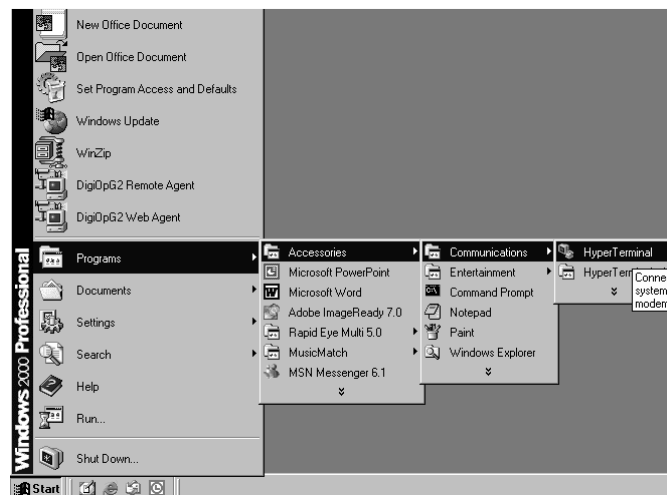 New Office Document
Open Office Document
Set Program Access and Defaults
Windows Update
WinZip
DigiOpG2 Remote Agent
DigiOpG2 Web Agent
Programs
Documents
Settings
Search
Help
Run...
Shut Down...
Windows 2000 Professional
Accessories
Microsoft PowerPoint
Microsoft Word
Adobe ImageReady 7.0
Rapid Eye Multi 5.0
MusicMatch
MSN Messenger 6.1
Communications
Entertainment
Command Prompt
Notepad
Paint
Windows Explorer
HyperTerminal
HyperTerminal
Conne
system
modem
Start